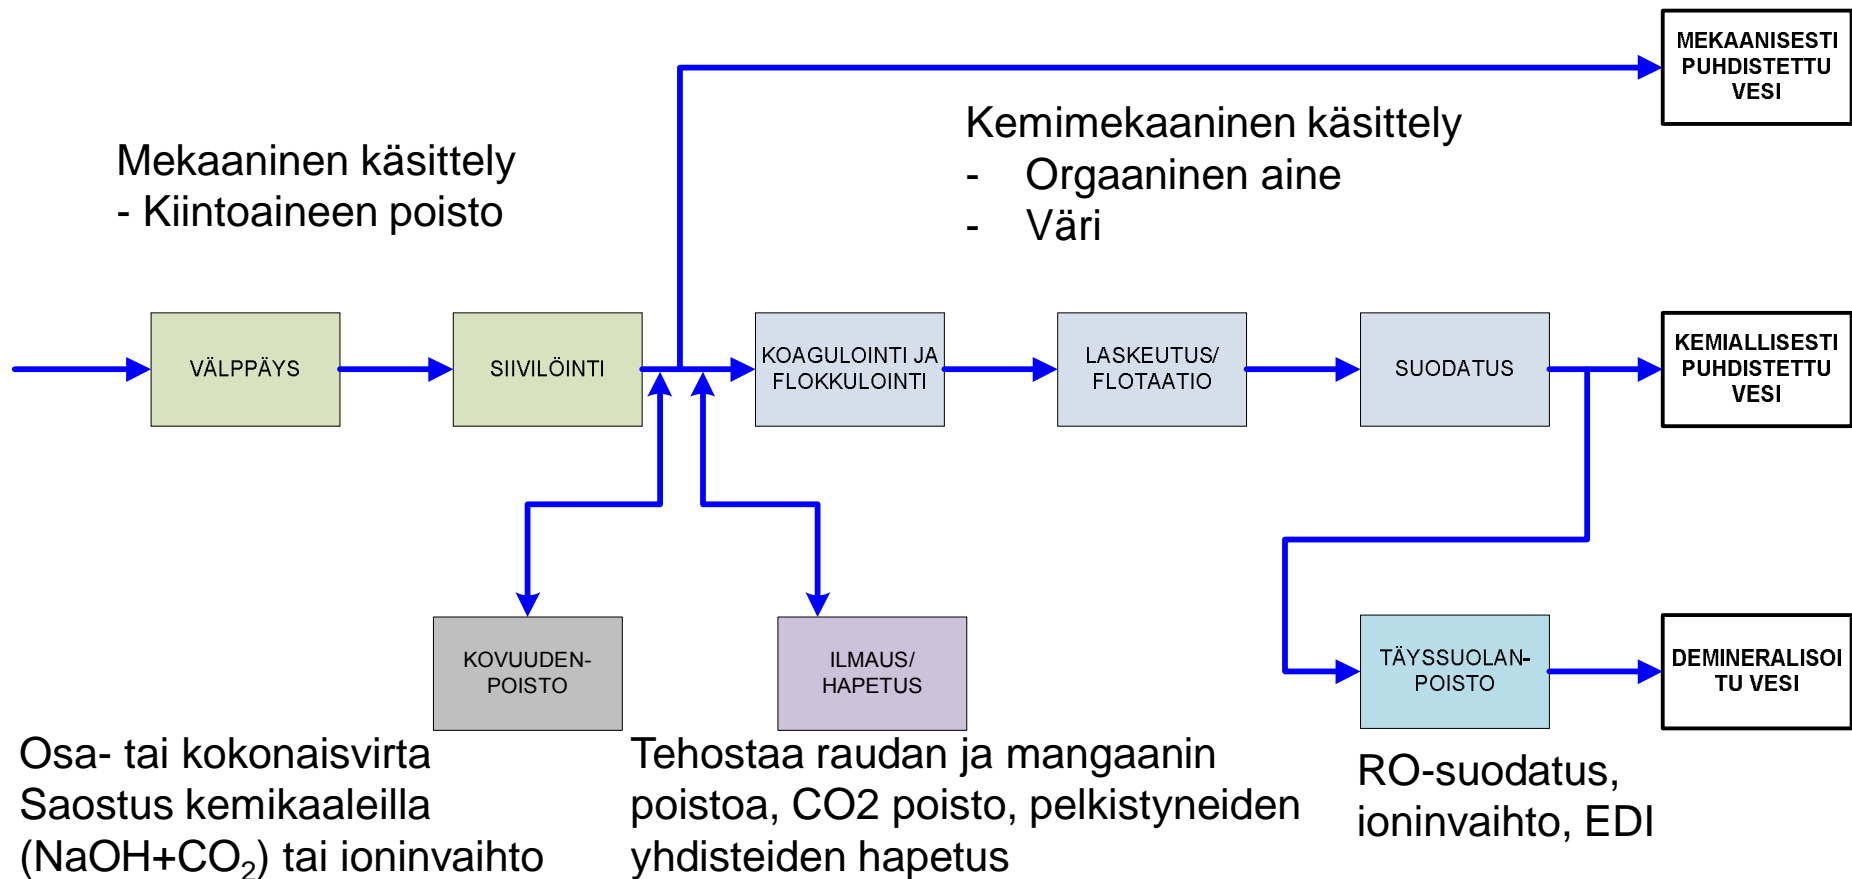 MEKAANISESTI
PUHDISTETTU
VESI
Mekaaninen käsittely
- Kiintoaineen poisto
Kemimekaaninen käsittely
- Orgaaninen aine
- Väri
VÄLPPÄYS
SIIVILÖINTI
KOAGULOINTI JA
FLOKKULOINTI
LASKEUTUS/
FLOTAATIO
SUODATUS
KEMIALLISESTI
PUHDISTETTU
VESI
KOVUUDEN-
POISTO
ILMAUS/
HAPETUS
TÄYSSUOLAN-
POISTO
DEMINERALISOI
TU VESI
Osa- tai kokonaisvirta
Saostus kemikaaleilla
(NaOH+CO₂) tai ioninvaihto
Tehostaa raudan ja mangaanin
poistoa, CO2 poisto, pelkistyneiden
yhdisteiden hapetus
RO-suodatus,
ioninvaihto, EDI